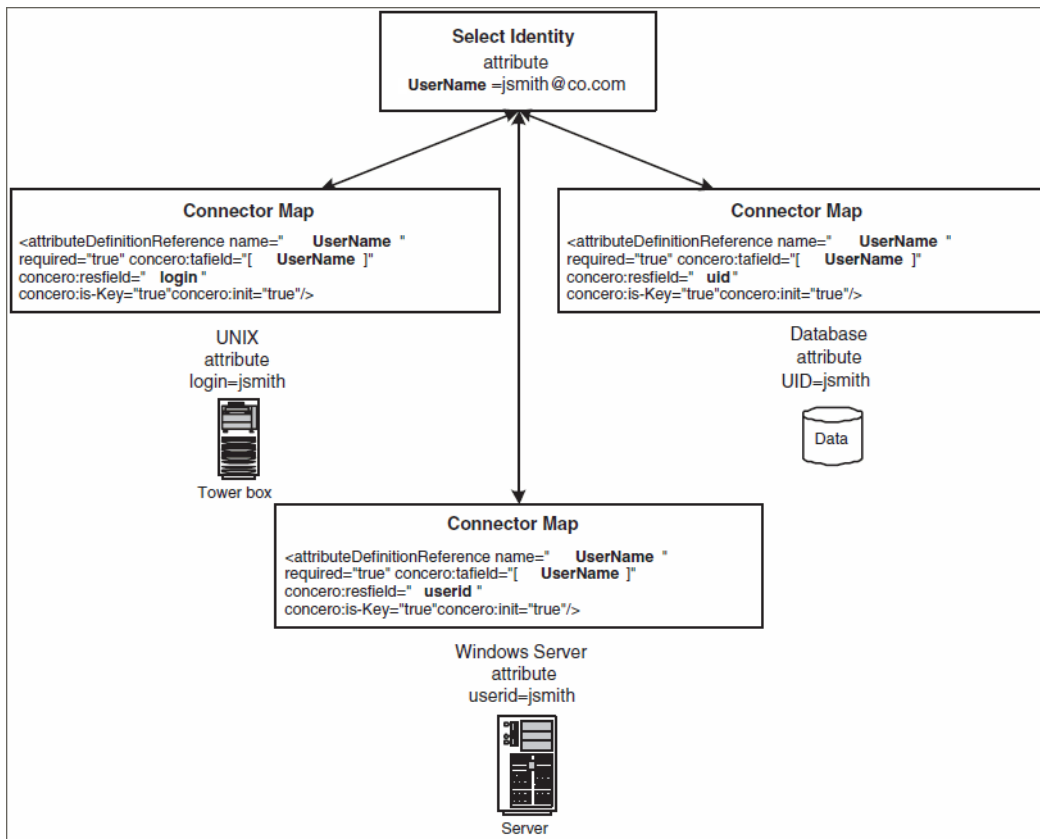 Select Identity
attribute
UserName =jsmith@co.com
Connector Map
<attributeDefinitionReference name=" UserName "
required="true" concero:tafield="[ UserName ]"
concero:resfield=" login "
concero:is-Key="true"concero:init="true"/>
UNIX
attribute
login=jsmith
Tower box
Connector Map
<attributeDefinitionReference name=" UserName "
required="true" concero:tafield="[ UserName ]"
concero:resfield=" uid "
concero:is-Key="true"concero:init="true"/>
Database
attribute
UID=jsmith
Data
Connector Map
<attributeDefinitionReference name=" UserName "
required="true" concero:tafield="[ UserName ]"
concero:resfield=" userId "
concero:is-Key="true"concero:init="true"/>
Windows Server
attribute
userid=jsmith
Server